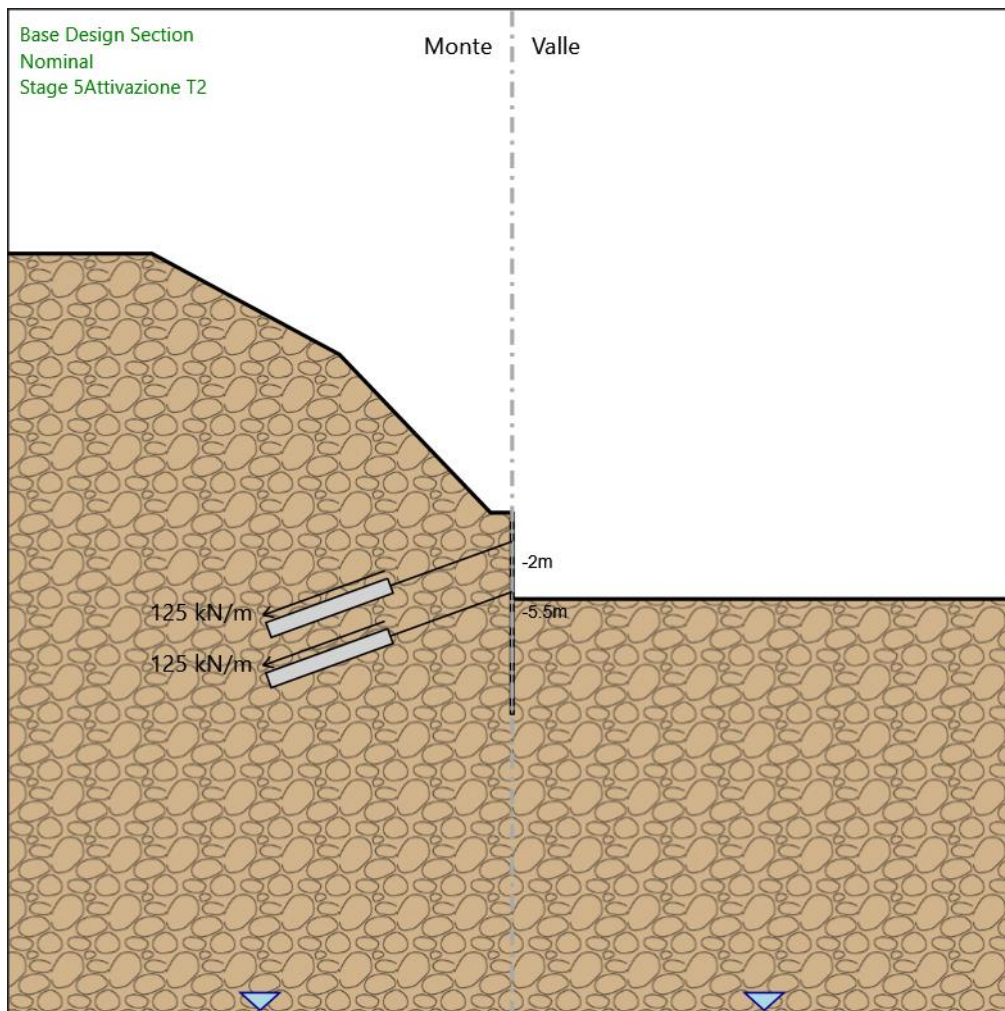 Base Design Section
Nominal
Stage 5Attivazione T2
Monte
Valle
-2m
125 kN/m
-5.5m
125 kN/m